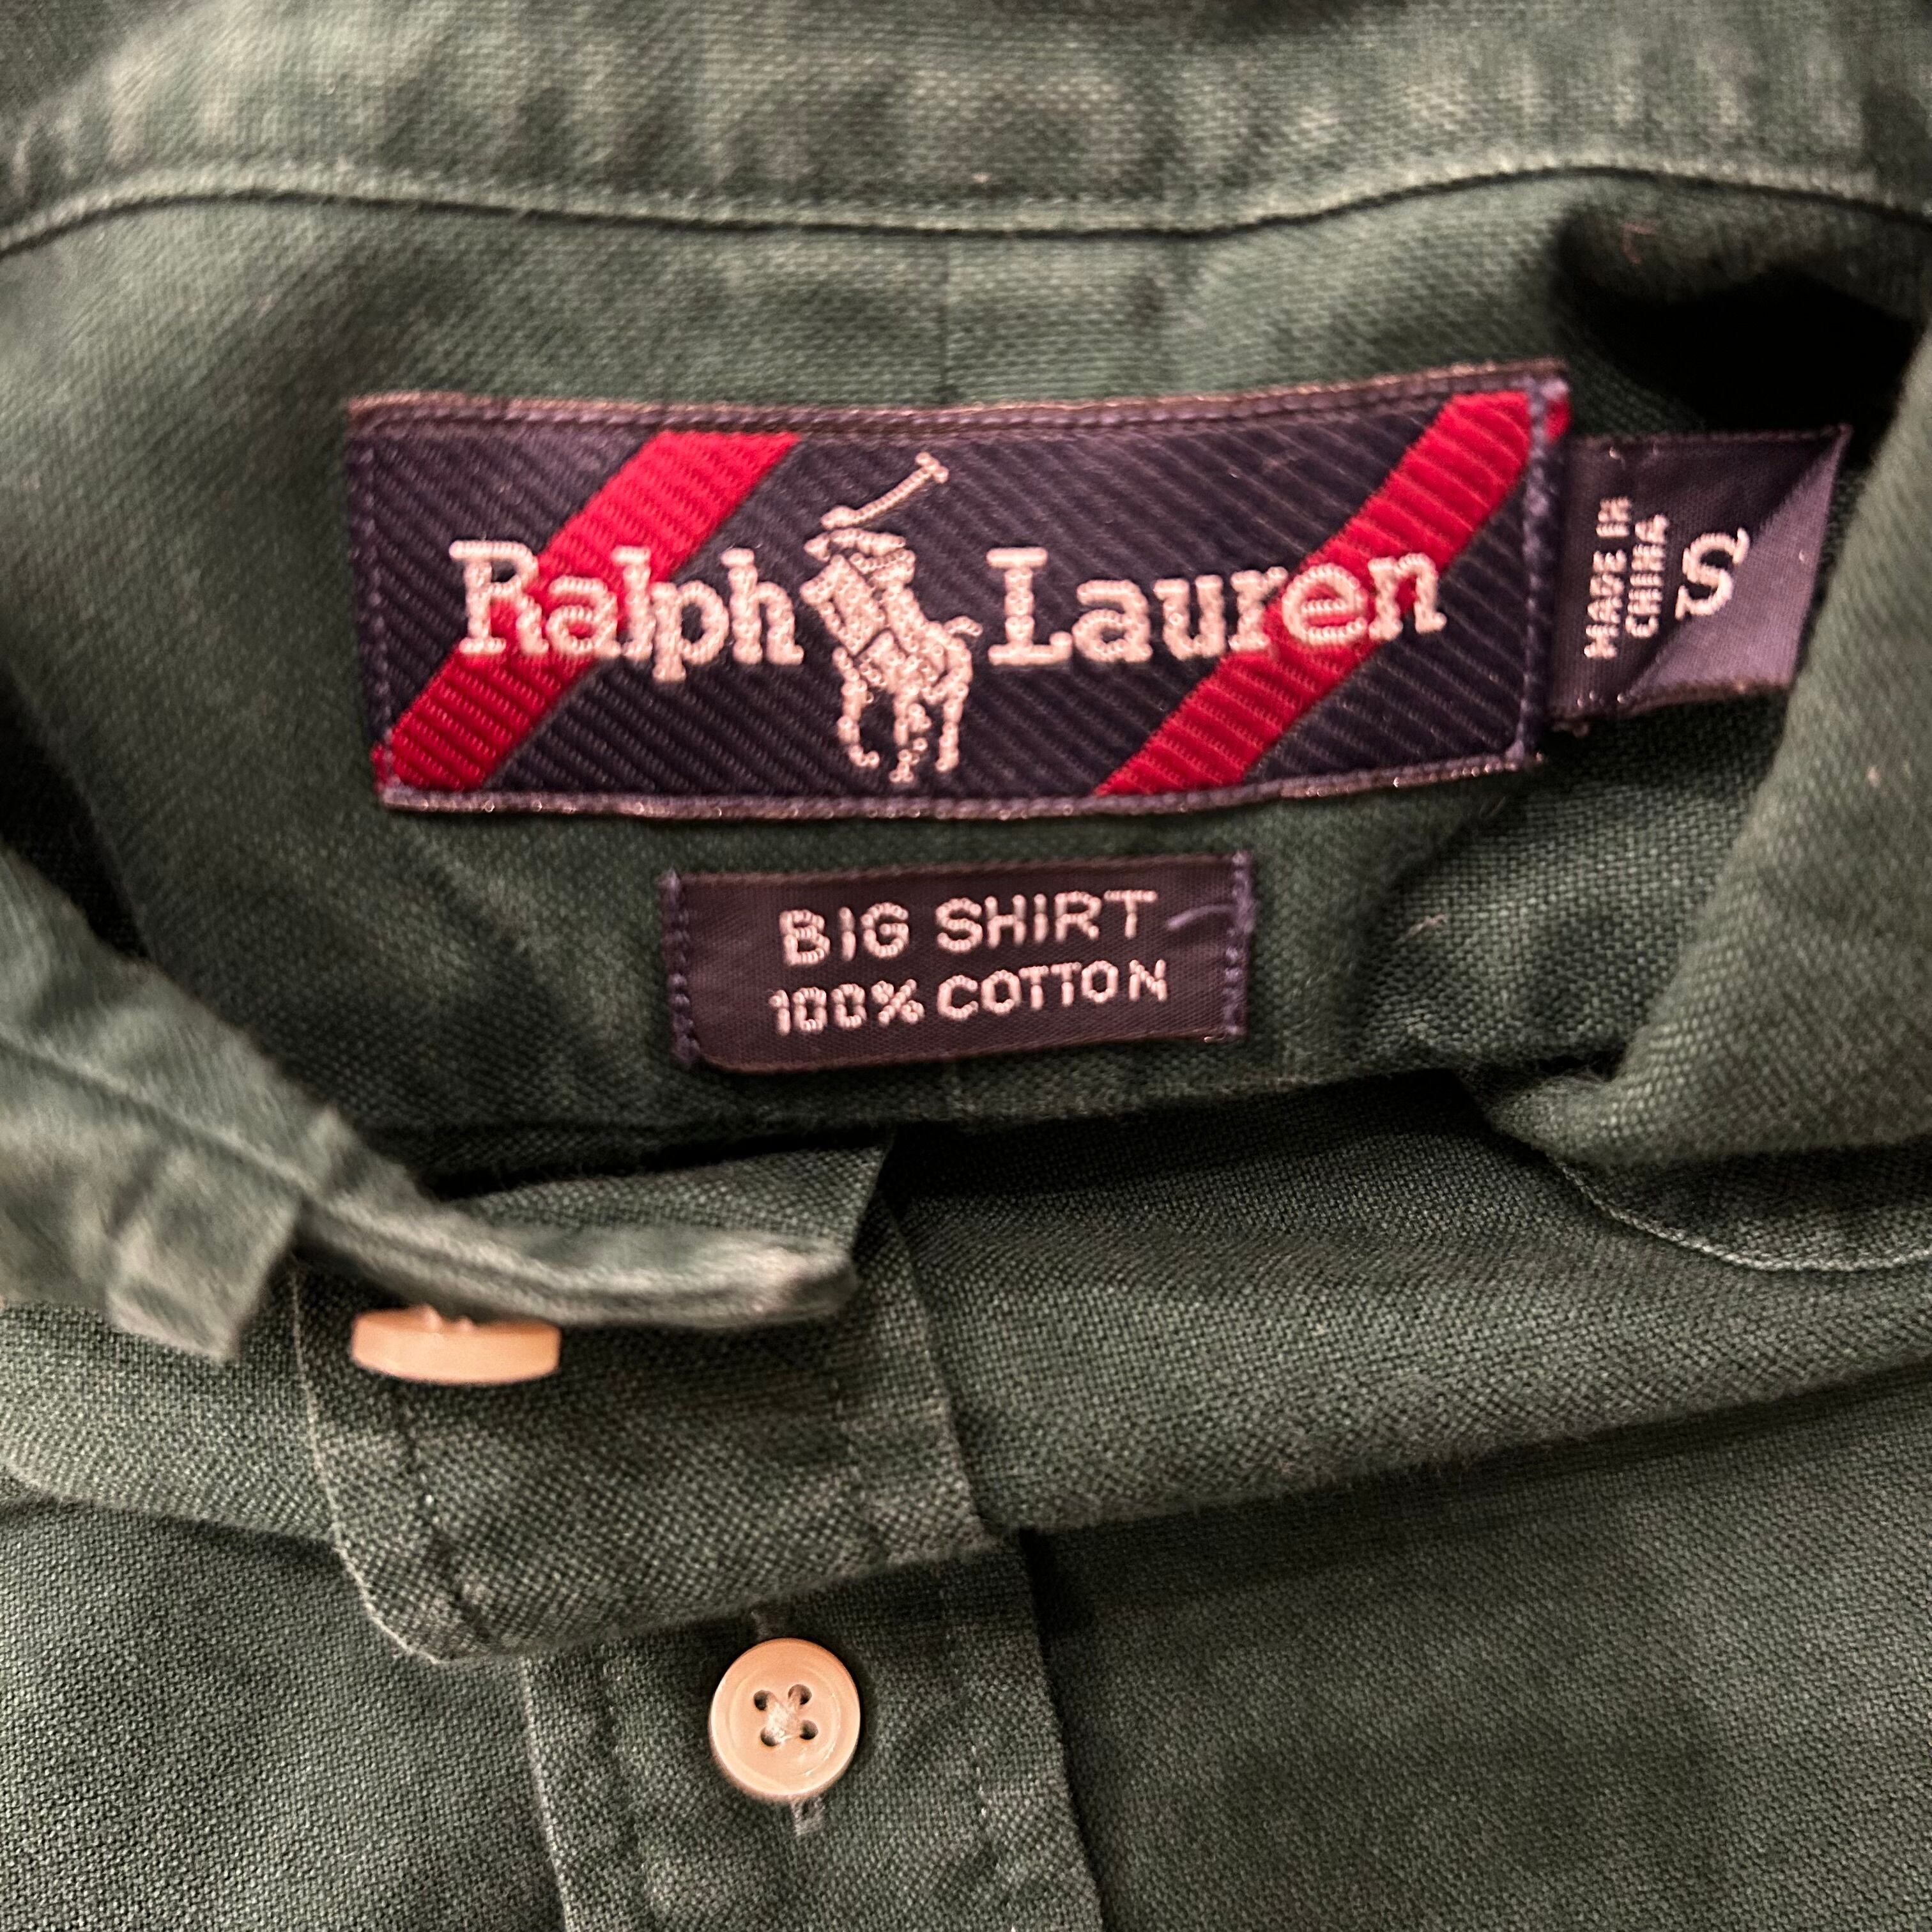 Ralph Lauren
MADE IN
CHINA
S
BIG SHIRT
100% COTTON